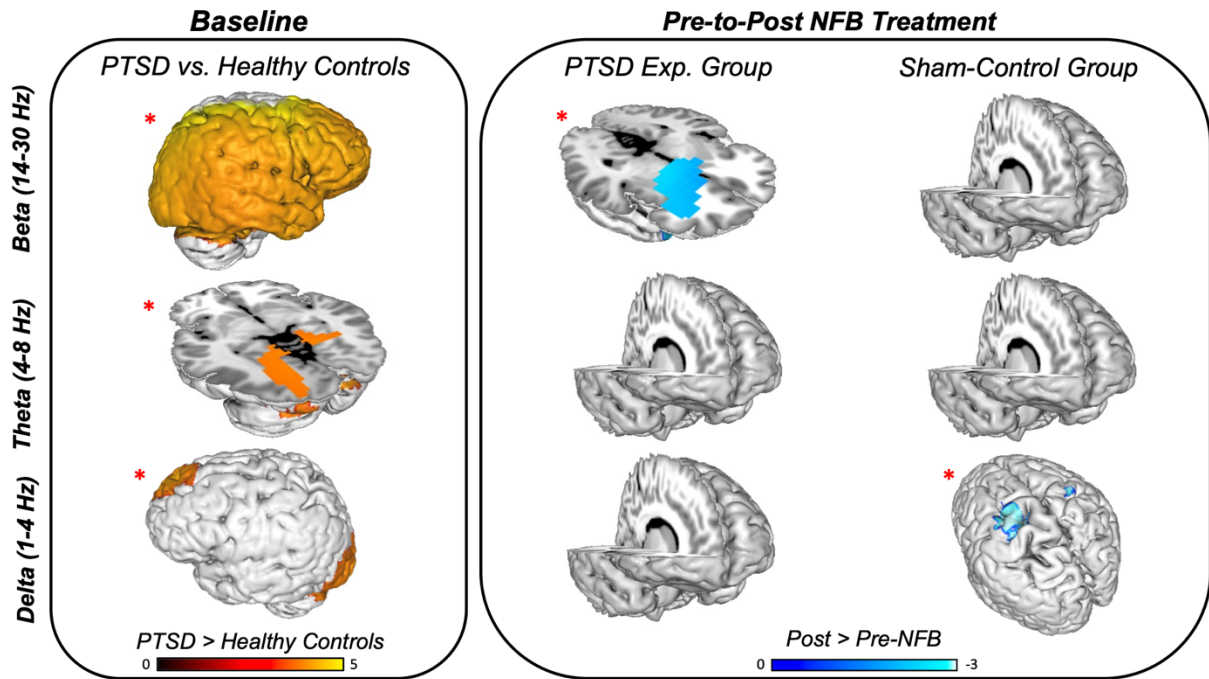 Baseline
Pre-to-Post NFB Treatment
PTSD vs. Healthy Controls
PTSD Exp. Group
Sham-Control Group
Beta (14-30 Hz)
*
*
Theta (4-8 Hz)
*
Delta (1-4 Hz)
*
*
PTSD > Healthy Controls
0
5
Post > Pre-NFB
0
-3